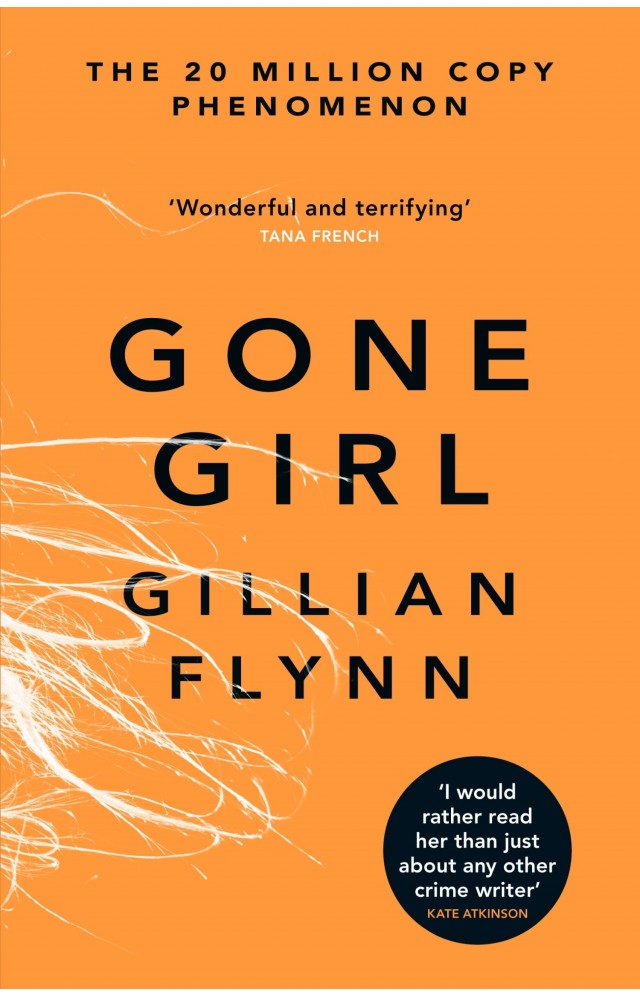 THE 20 MILLION COPY
PHENOMENON
‘Wonderful and terrifying’
TANA FRENCH
GONE
GIRL
GILLIAN
FLYNN
‘I would
rather read
her than just
about any other
crime writer’
KATE ATKINSON